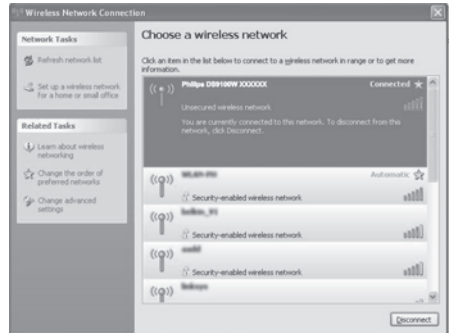 Wireless Network Connection
Network Tasks
Refresh network list
Set up a wireless network
for a home or small office
Related Tasks
Learn about wireless
networking
Change the order of
preferred networks
Change advanced
settings
Choose a wireless network
Click an item in the list below to connect to a wireless network in range or to get more
information.
Philips DS9100W XXXXXX Connected
Unsecured wireless network
You are currently connected to this network. To disconnect from this
network, click Disconnect.
Automatic
Security-enabled wireless network
Security-enabled wireless network
Security-enabled wireless network
Disconnect